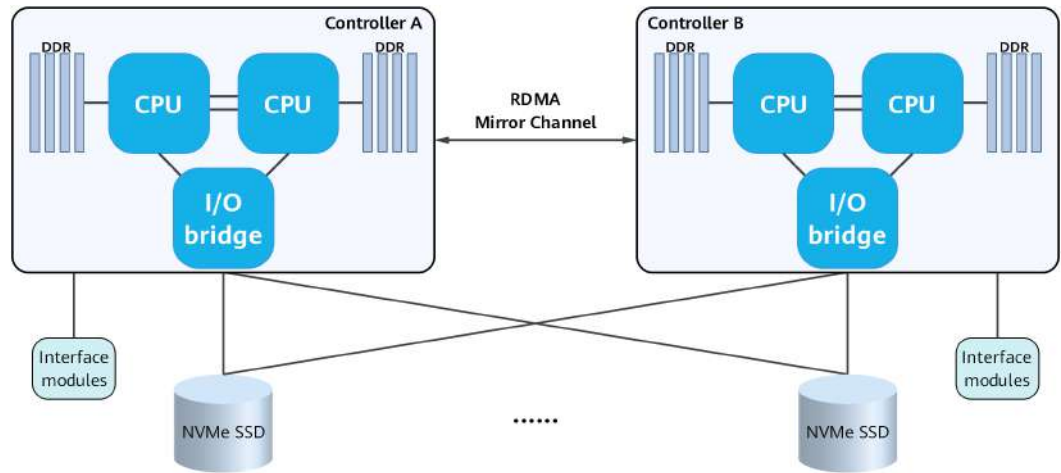 Controller A
DDR
CPU
CPU
DDR
I/O
bridge
RDMA
Mirror Channel
Controller B
DDR
CPU
CPU
DDR
I/O
bridge
Interface
modules
Interface
modules
NVMe SSD
......
NVMe SSD